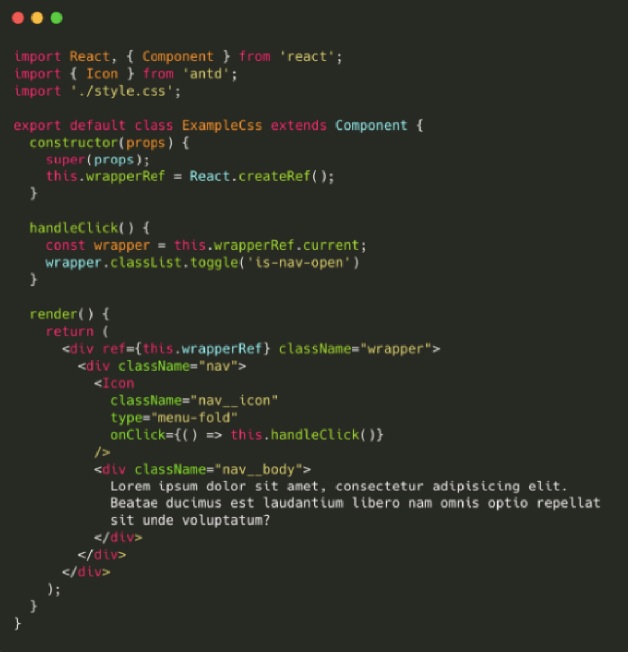 import React, { Component } from 'react';
import { Icon } from 'antd';
import './style.css';

export default class ExampleCss extends Component {
  constructor(props) {
    super(props);
    this.wrapperRef = React.createRef();
  }

  handleClick() {
    const wrapper = this.wrapperRef.current;
    wrapper.classList.toggle('is-nav-open')
  }

  render() {
    return (
      <div ref={this.wrapperRef} className="wrapper">
        <div className="nav">
          <Icon
            className="nav__icon"
            type="menu-fold"
            onClick={() => this.handleClick()}
          />
          <div className="nav__body">
            Lorem ipsum dolor sit amet, consectetur adipisicing elit.
            Beatae ducimus est laudantium libero nam omnis optio repellat
            sit unde voluptatum?
          </div>
        </div>
      </div>
    );
  }
}